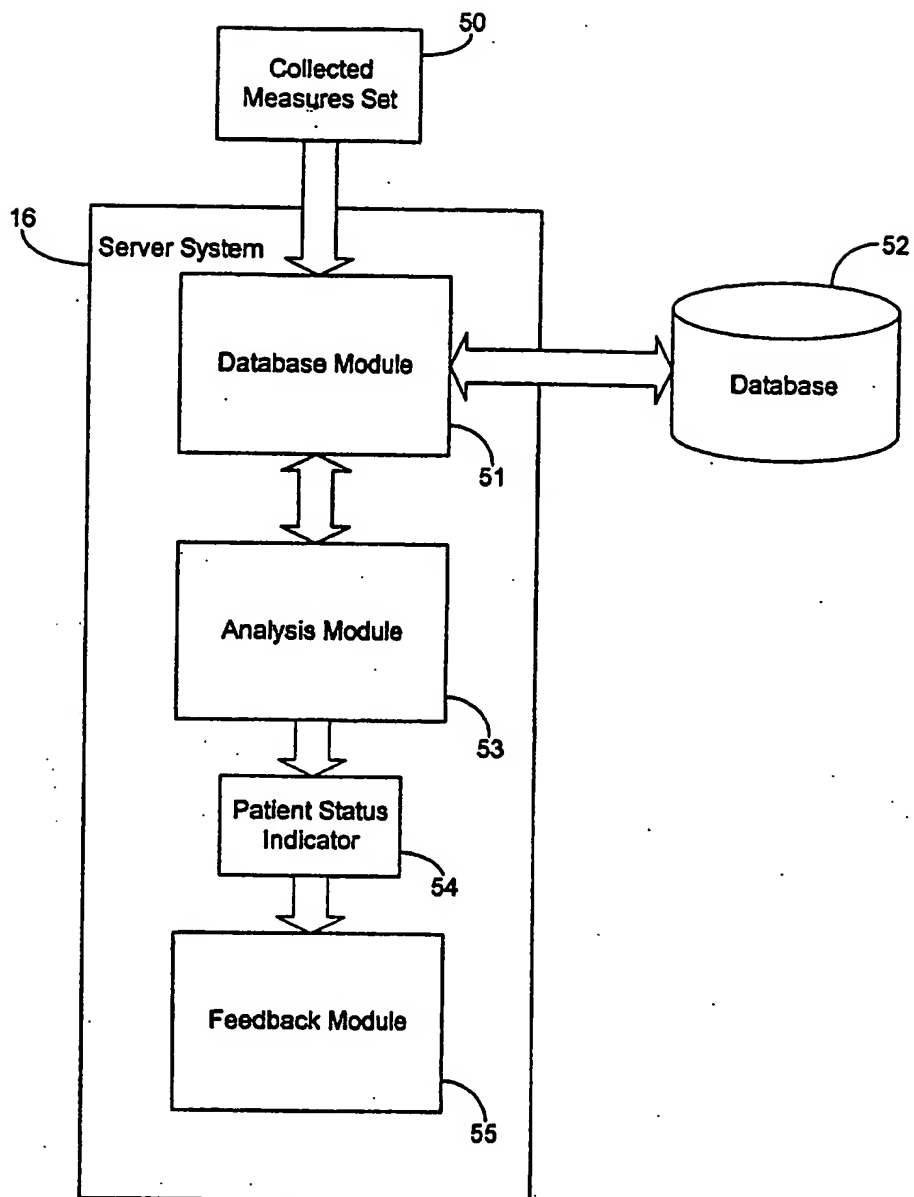 50
Collected
Measures Set
16
Server System
52
Database Module
Database
51
Analysis Module
53
Patient Status
Indicator
54
Feedback Module
55